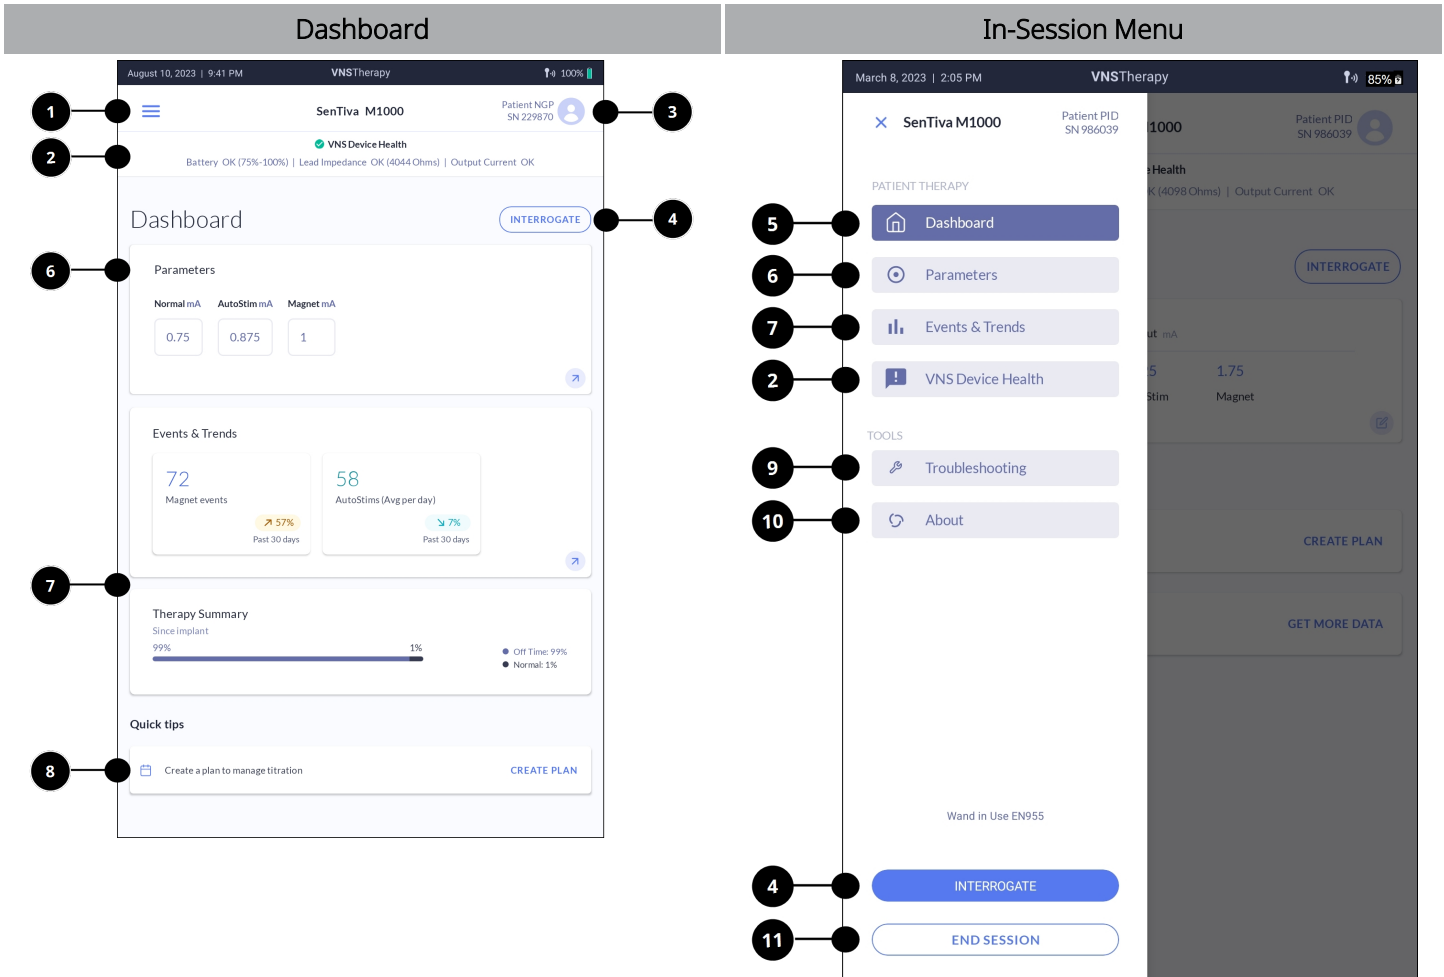 Dashboard
August 10, 2023 | 9:41 PM
VNSTherapy
100%
1
SenTiva M1000
Patient NGP
SN 229870
3
2
VNS Device Health
Battery OK (75%-100%) | Lead Impedance OK (4044 Ohms) | Output Current OK
Dashboard
INTERROGATE
4
6
Parameters
Normal mA
AutoStim mA
Magnet mA
0.75
0.875
1
Events & Trends
72
Magnet events
57%
Past 30 days
58
AutoStims (Avg per day)
7%
Past 30 days
7
Therapy Summary
Since implant
99%
1%
Off Time: 99%
Normal: 1%
Quick tips
8
Create a plan to manage titration
CREATE PLAN
In-Session Menu
March 8, 2023 | 2:05 PM
VNSTherapy
85%
SenTiva M1000
Patient PID
SN 986039
1000
Patient PID
SN 986039
e Health
K (4098 Ohms) | Output Current OK
PATIENT THERAPY
5
Dashboard
6
Parameters
INTERROGATE
7
Events & Trends
ut mA
2
VNS Device Health
5
1.75
Stim
Magnet
TOOLS
9
Troubleshooting
10
About
CREATE PLAN
GET MORE DATA
Wand in Use EN955
4
INTERROGATE
11
END SESSION